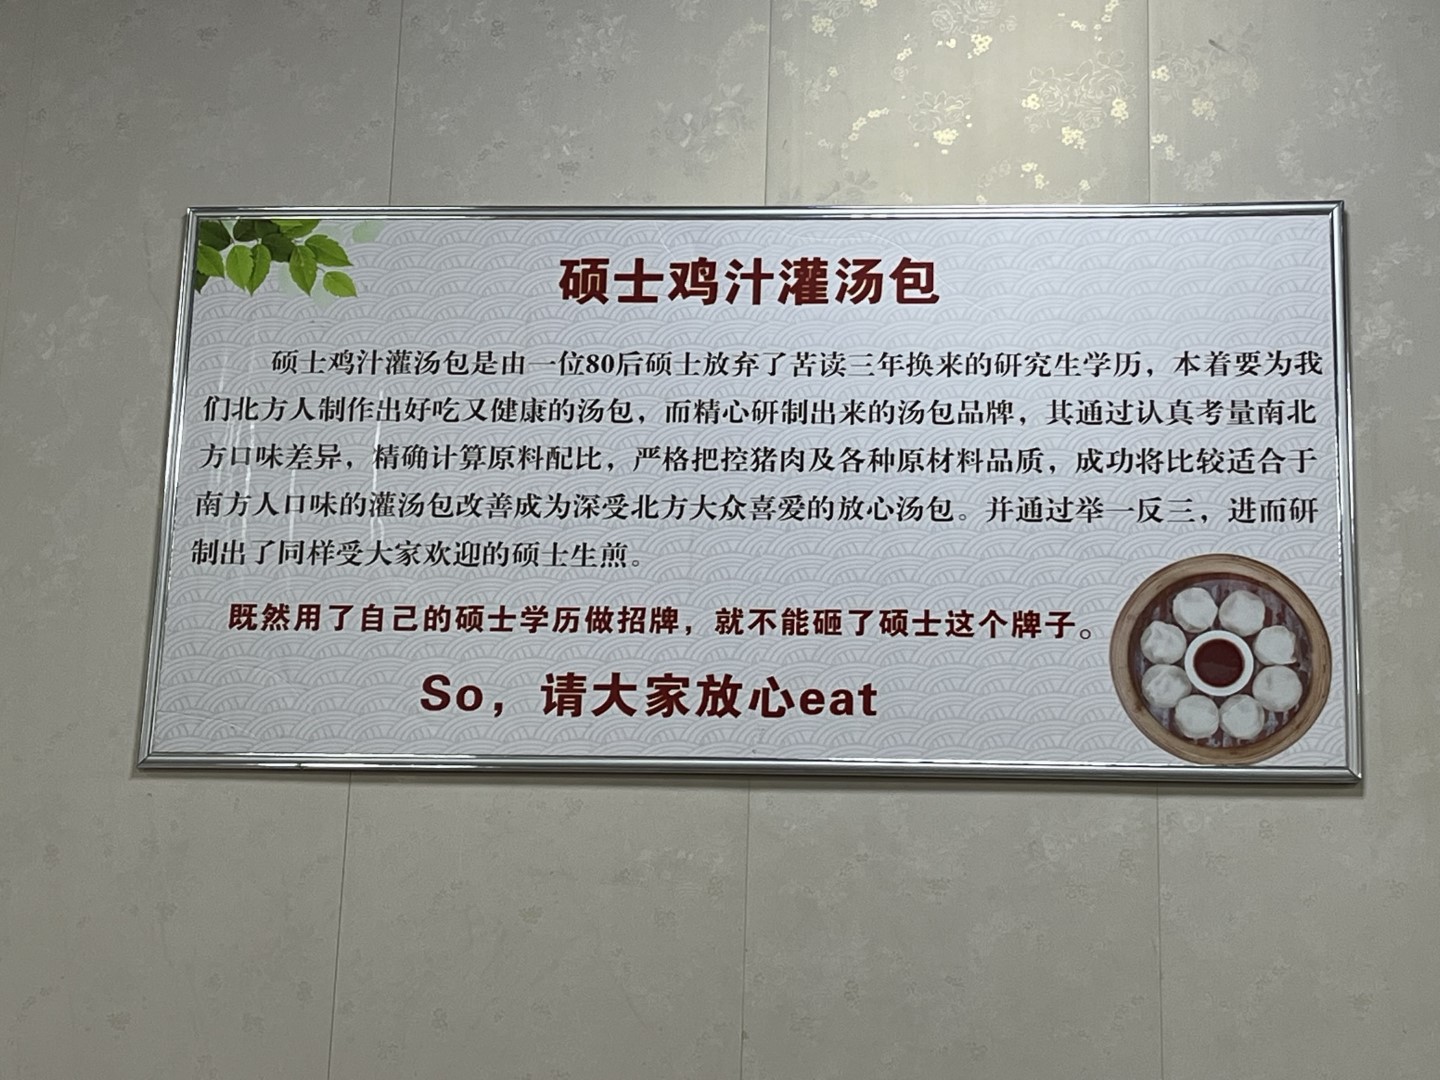 硕士鸡汁灌汤包
硕士鸡汁灌汤包是由一位80后硕士放弃了苦读三年换来的研究生学历，本着要为我
们北方人制作出好吃又健康的汤包，而精心研制出来的汤包品牌，其通过认真考量南北
方口味差异，精确计算原料配比，严格把控猪肉及各种原材料品质，成功将比较适合于
南方人口味的灌汤包改善成为深受北方大众喜爱的放心汤包。并通过举一反三，进而研
制出了同样受大家欢迎的硕士生煎。
既然用了自己的硕士学历做招牌，就不能砸了硕士这个牌子。
So，请大家放心eat